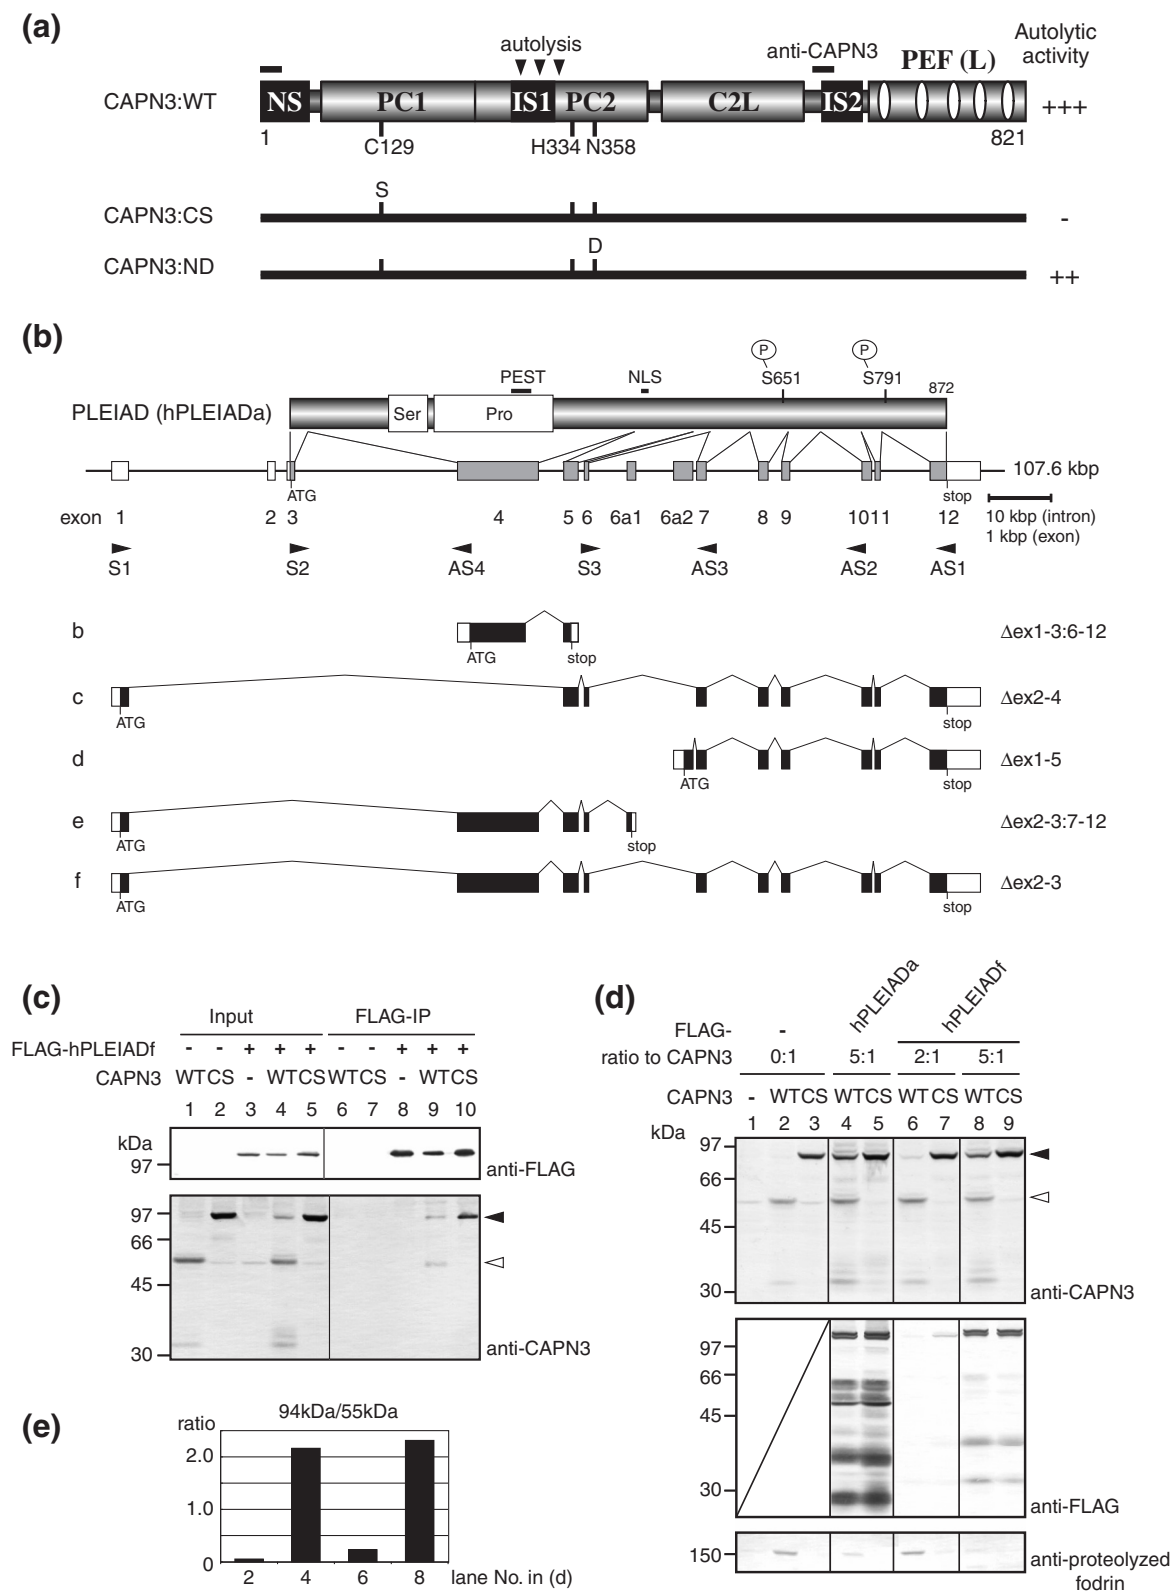 (a)
autolysis
anti-CAPN3
PEF (L)
Autolytic
activity
CAPN3:WT
NS
PC1
IS1
PC2
C2L
IS2
+++
1
C129
H334 N358
821
S
CAPN3:CS
-
D
CAPN3:ND
++
(b)
P
P
PEST
NLS
S651
S791
872
PLEIAD (hPLEIADa)
Ser
Pro
107.6 kbp
ATG
stop
exon 1 2 3 4 5 6 6a1 6a2 7 8 9 10 11 12
10 kbp (intron)
1 kbp (exon)
S1 S2 AS4 S3 AS3 AS2 AS1
b
ATG
stop
Δex1-3:6-12
c
ATG
stop
Δex2-4
d
ATG
stop
Δex1-5
e
ATG
stop
Δex2-3:7-12
f
ATG
stop
Δex2-3
(c)
Input
FLAG-IP
FLAG-hPLEIADf - - + + + - - + + +
CAPN3 WT CS - WT CS WT CS - WT CS
1 2 3 4 5 6 7 8 9 10
kDa
97
anti-FLAG
97
66
45
30
anti-CAPN3
(d)
hPLEIADa
hPLEIADf
FLAG- -
ratio to CAPN3 0:1 5:1 2:1 5:1
CAPN3 - WT CS WT CS WT CS WT CS
1 2 3 4 5 6 7 8 9
kDa
97
66
45
30
anti-CAPN3
97
66
45
30
anti-FLAG
150
anti-proteolyzed
fodrin
(e)
ratio
94kDa/55kDa
2.0
1.0
0
2 4 6 8 lane No. in (d)